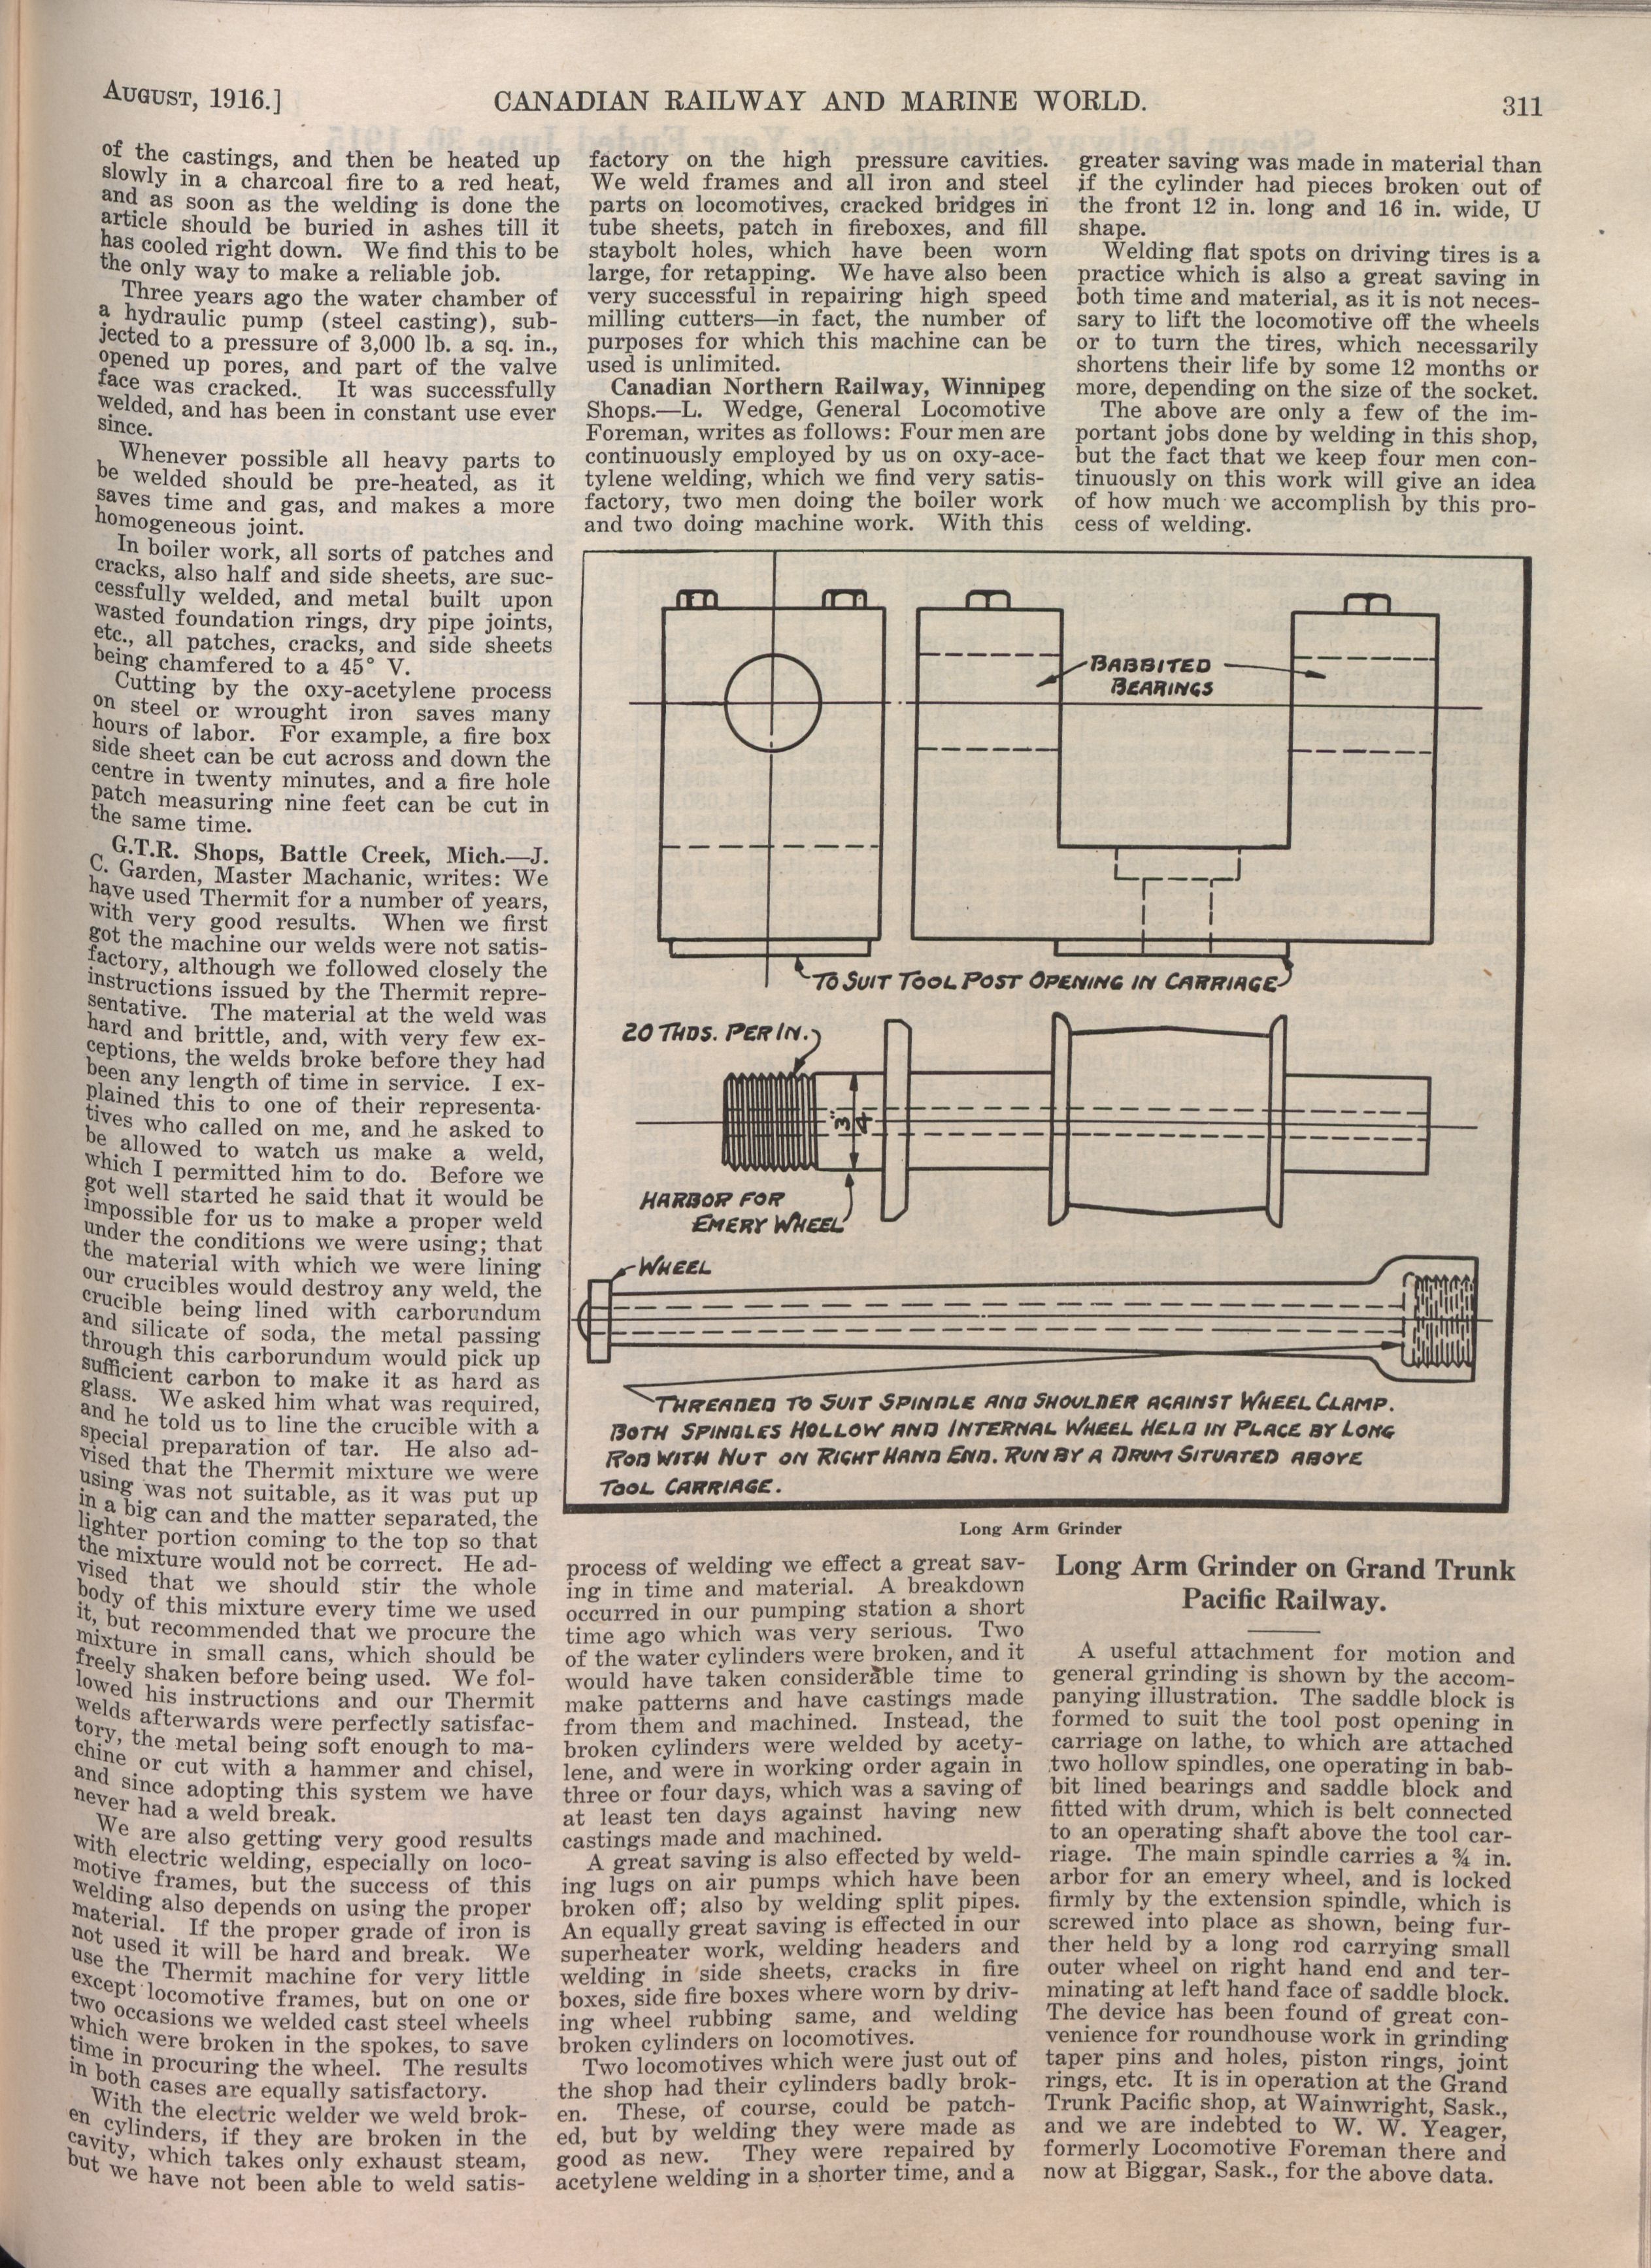 AUGUST, 1916.]
CANADIAN RAILWAY AND MARINE WORLD.
311
of the castings, and then be heated up
slowly in a charcoal fire to a red heat,
and as soon as the welding is done the
article should be buried in ashes till it
has cooled right down. We find this to be
the only way to make a reliable job.
Three years ago the water chamber of
a hydraulic pump (steel casting), sub-
jected to a pressure of 3,000 lb. a sq. in.,
opened up pores, and part of the valve
face was cracked. It was successfully
welded, and has been in constant use ever
since.
Whenever possible all heavy parts to
be welded should be pre-heated, as it
saves time and gas, and makes a more
homogeneous joint.
In boiler work, all sorts of patches and
cracks, also half and side sheets, are suc-
cessfully welded, and metal built upon
wasted foundation rings, dry pipe joints,
etc., all patches, cracks, and side sheets
being chamfered to a 45° V.
Cutting by the oxy-acetylene process
on steel or wrought iron saves many
hours of labor. For example, a fire box
side sheet can be cut across and down the
centre in twenty minutes, and a fire hole
patch measuring nine feet can be cut in
the same time.
G.T.R. Shops, Battle Creek, Mich.—J.
C. Garden, Master Machanic, writes: We
have used Thermit for a number of years,
with very good results. When we first
got the machine our welds were not satis-
factory, although we followed closely the
instructions issued by the Thermit repre-
sentative. The material at the weld was
hard and brittle, and, with very few ex-
ceptions, the welds broke before they had
been any length of time in service. I ex-
plained this to one of their representa-
tives who called on me, and he asked to
be allowed to watch us make a weld,
which I permitted him to do. Before we
got well started he said that it would be
impossible for us to make a proper weld
under the conditions we were using; that
the material with which we were lining
our crucibles would destroy any weld, the
crucible being lined with carborundum
and silicate of soda, the metal passing
through this carborundum would pick up
sufficient carbon to make it as hard as
glass. We asked him what was required,
and he told us to line the crucible with a
special preparation of tar. He also ad-
vised that the Thermit mixture we were
using was not suitable, as it was put up
in a big can and the matter separated, the
lighter portion coming to the top so that
the mixture would not be correct. He ad-
vised that we should stir the whole
body of this mixture every time we used
it, but recommended that we procure the
mixture in small cans, which should be
freely shaken before being used. We fol-
lowed his instructions and our Thermit
welds afterwards were perfectly satisfac-
tory, the metal being soft enough to ma-
chine or cut with a hammer and chisel,
and since adopting this system we have
never had a weld break.
We are also getting very good results
with electric welding, especially on loco-
motive frames, but the success of this
welding also depends on using the proper
material. If the proper grade of iron is
not used it will be hard and break. We
use the Thermit machine for very little
except locomotive frames, but on one or
two occasions we welded cast steel wheels
which were broken in the spokes, to save
time in procuring the wheel. The results
in both cases are equally satisfactory.
With the electric welder we weld brok-
en cylinders, if they are broken in the
cavity, which takes only exhaust steam,
but we have not been able to weld satis-
factory on the high pressure cavities.
We weld frames and all iron and steel
parts on locomotives, cracked bridges in
tube sheets, patch in fireboxes, and fill
staybolt holes, which have been worn
large, for retapping. We have also been
very successful in repairing high speed
milling cutters—in fact, the number of
purposes for which this machine can be
used is unlimited.
Canadian Northern Railway, Winnipeg
Shops.—L. Wedge, General Locomotive
Foreman, writes as follows: Four men are
continuously employed by us on oxy-ace-
tylene welding, which we find very satis-
factory, two men doing the boiler work
and two doing machine work. With this
greater saving was made in material than
if the cylinder had pieces broken out of
the front 12 in. long and 16 in. wide, U
shape.
Welding flat spots on driving tires is a
practice which is also a great saving in
both time and material, as it is not neces-
sary to lift the locomotive off the wheels
or to turn the tires, which necessarily
shortens their life by some 12 months or
more, depending on the size of the socket.
The above are only a few of the im-
portant jobs done by welding in this shop,
but the fact that we keep four men con-
tinuously on this work will give an idea
of how much we accomplish by this pro-
cess of welding.
BABBITED
BEARINGS
TO SUIT TOOL POST OPENING IN CARRIAGE
20 THDS. PER IN.
3/4"
HARBOR FOR
EMERY WHEEL
WHEEL
THREADED TO SUIT SPINDLE AND SHOULDER AGAINST WHEEL CLAMP.
BOTH SPINDLES HOLLOW AND INTERNAL WHEEL HELD IN PLACE BY LONG
ROD WITH NUT ON RIGHT HAND END. RUN BY A DRUM SITUATED ABOVE
TOOL CARRIAGE.
Long Arm Grinder
process of welding we effect a great sav-
ing in time and material. A breakdown
occurred in our pumping station a short
time ago which was very serious. Two
of the water cylinders were broken, and it
would have taken considerable time to
make patterns and have castings made
from them and machined. Instead, the
broken cylinders were welded by acety-
lene, and were in working order again in
three or four days, which was a saving of
at least ten days against having new
castings made and machined.
A great saving is also effected by weld-
ing lugs on air pumps which have been
broken off; also by welding split pipes.
An equally great saving is effected in our
superheater work, welding headers and
welding in side sheets, cracks in fire
boxes, side fire boxes where worn by driv-
ing wheel rubbing same, and welding
broken cylinders on locomotives.
Two locomotives which were just out of
the shop had their cylinders badly brok-
en. These, of course, could be patch-
ed, but by welding they were made as
good as new. They were repaired by
acetylene welding in a shorter time, and a
Long Arm Grinder on Grand Trunk
Pacific Railway.
A useful attachment for motion and
general grinding is shown by the accom-
panying illustration. The saddle block is
formed to suit the tool post opening in
carriage on lathe, to which are attached
two hollow spindles, one operating in bab-
bit lined bearings and saddle block and
fitted with drum, which is belt connected
to an operating shaft above the tool car-
riage. The main spindle carries a ¾ in.
arbor for an emery wheel, and is locked
firmly by the extension spindle, which is
screwed into place as shown, being fur-
ther held by a long rod carrying small
outer wheel on right hand end and ter-
minating at left hand face of saddle block.
The device has been found of great con-
venience for roundhouse work in grinding
taper pins and holes, piston rings, joint
rings, etc. It is in operation at the Grand
Trunk Pacific shop, at Wainwright, Sask.,
and we are indebted to W. W. Yeager,
formerly Locomotive Foreman there and
now at Biggar, Sask., for the above data.